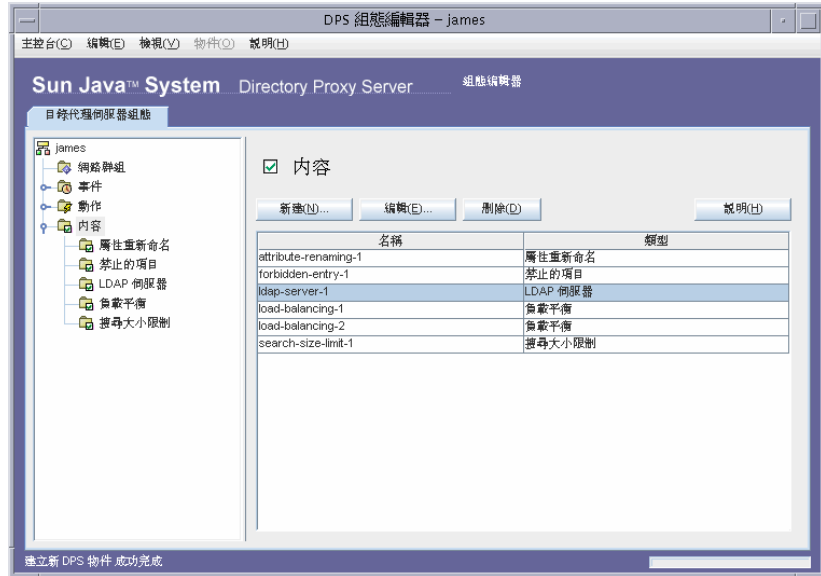 DPS 組態編輯器 – james
主控台(C) 編輯(E) 檢視(V) 物件(O) 說明(H)
Sun Java™ System Directory Proxy Server 組態編輯器
目錄代理伺服器組態
james
網路群組
事件
動作
內容
屬性重新命名
禁止的項目
LDAP 伺服器
負載平衡
搜尋大小限制
內容
新建(N)... 編輯(E)... 刪除(D) 說明(H)
名稱 類型
attribute-renaming-1 屬性重新命名
forbidden-entry-1 禁止的項目
ldap-server-1 LDAP 伺服器
load-balancing-1 負載平衡
load-balancing-2 負載平衡
search-size-limit-1 搜尋大小限制
建立新 DPS 物件 成功完成